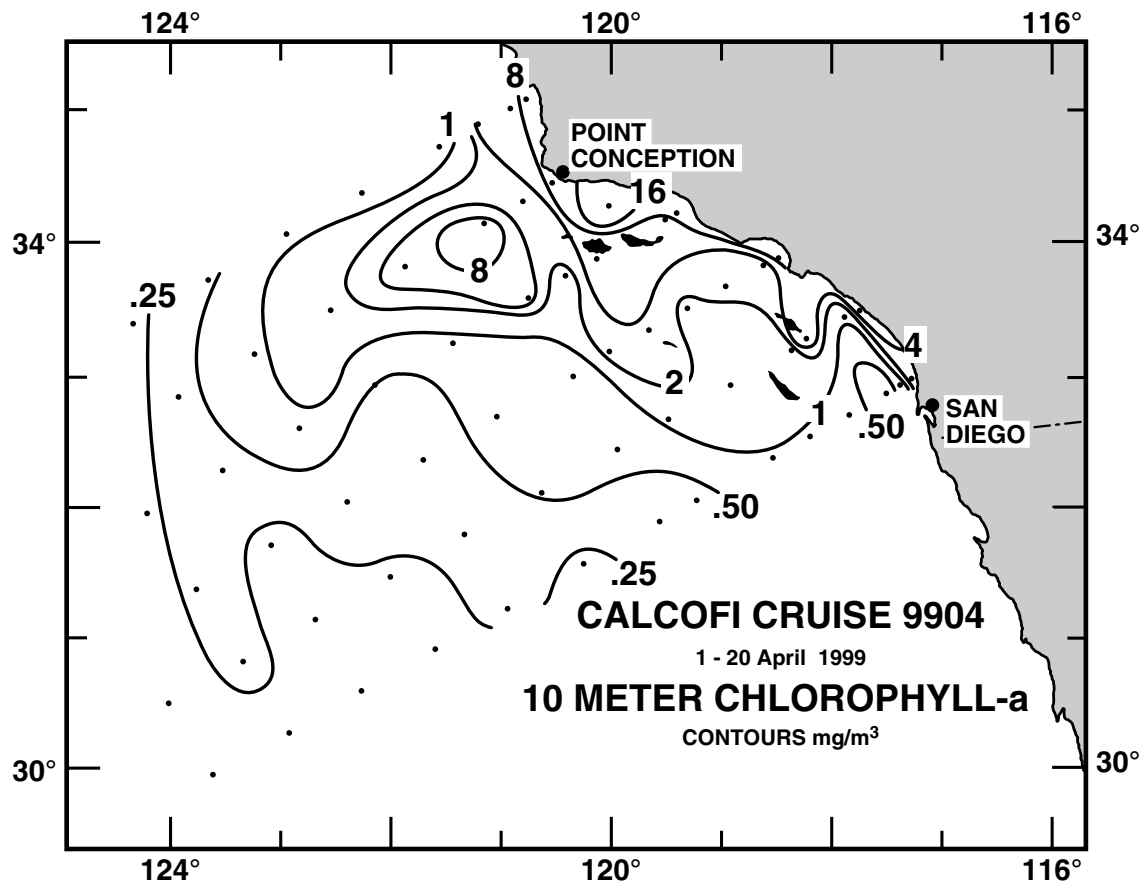 124°
120°
116°
8
1
POINT
CONCEPTION
16
34°
34°
8
.25
4
2
1
.50
SAN
DIEGO
.50
.25
CALCOFI CRUISE 9904
1 - 20 April 1999
10 METER CHLOROPHYLL-a
CONTOURS mg/m³
30°
30°
124°
120°
116°